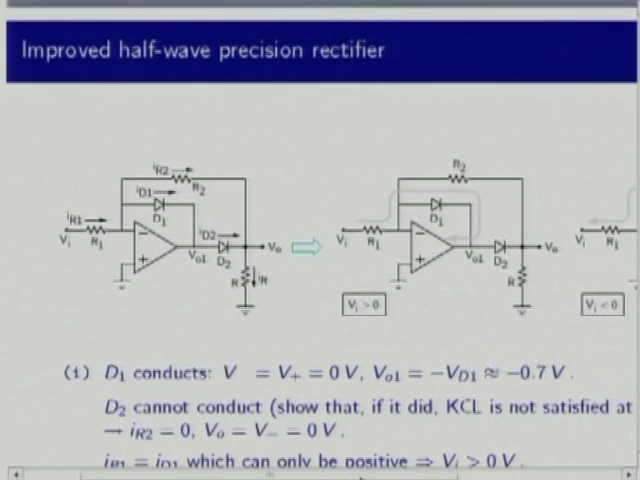 Improved half-wave precision rectifier
iR2
R2
iD1
D1
iR1
Vi
R1
−
+
Vo1
iD2
D2
Vo
R
iR
R2
D1
Vi
R1
−
+
Vo1
D2
Vo
R
Vi > 0
Vi
R1
Vi < 0
(i) D1 conducts: V = V+ = 0 V, Vo1 = −VD1 ≈ −0.7 V.
D2 cannot conduct (show that, if it did, KCL is not satisfied at
→ iR2 = 0, Vo = V− = 0 V.
iR1 = iD1 which can only be positive ⇒ Vi > 0 V.